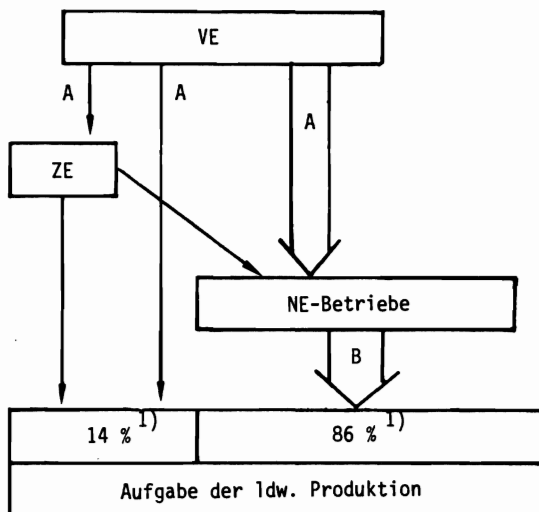 VE
A A A
ZE
NE-Betriebe
B
14 % 1) 86 % 1)
Aufgabe der ldw. Produktion